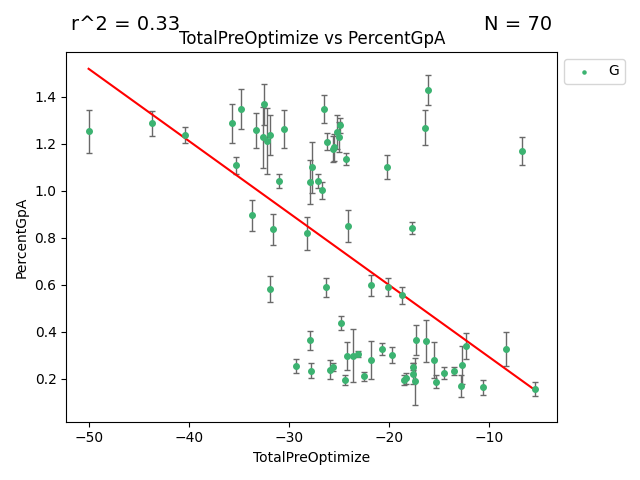 r^2 = 0.33
N = 70
TotalPreOptimize vs PercentGpA
G
1.4
1.2
1.0
0.8
0.6
0.4
0.2
PercentGpA
−50
−40
−30
−20
−10
TotalPreOptimize